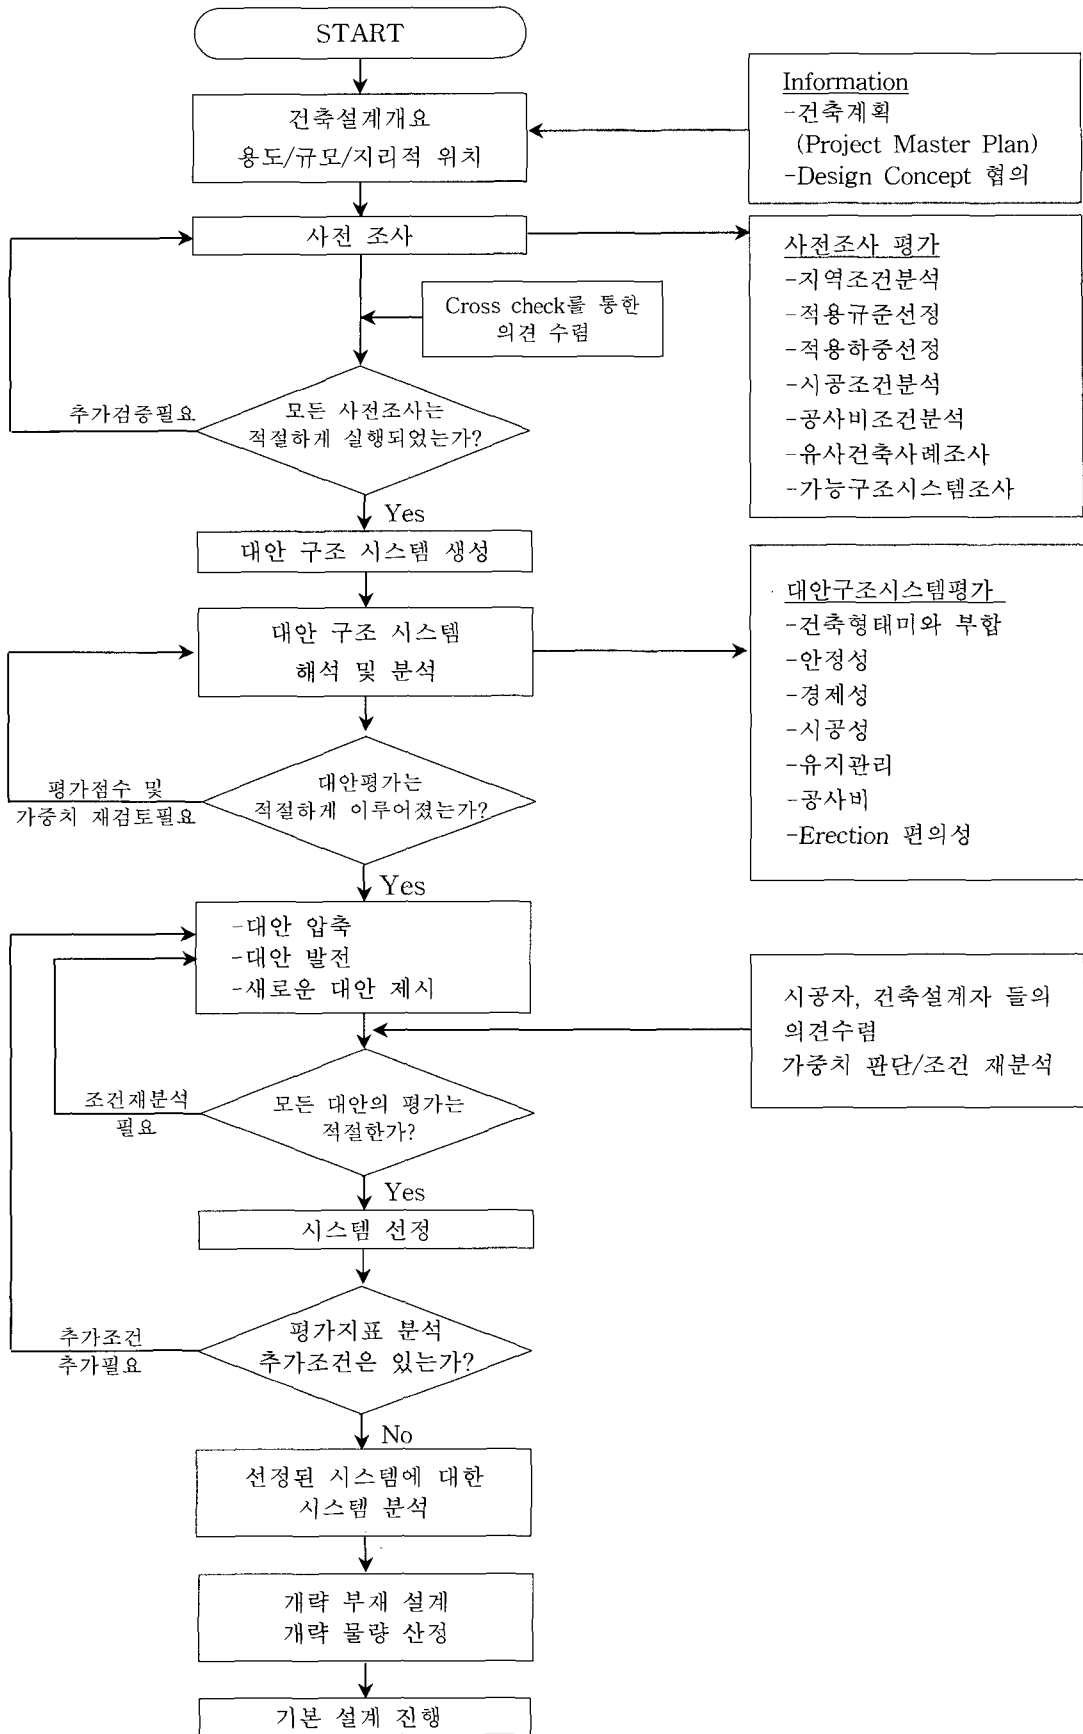 START
건축설계개요
용도/규모/지리적 위치
Information
-건축계획
(Project Master Plan)
-Design Concept 협의
사전 조사
사전조사 평가
-지역조건분석
-적용규준선정
-적용하중선정
-시공조건분석
-공사비조건분석
-유사건축사례조사
-가능구조시스템조사
Cross check를 통한
의견 수렴
모든 사전조사는
적절하게 실행되었는가?
추가검증필요
Yes
대안 구조 시스템 생성
대안 구조 시스템
해석 및 분석
대안구조시스템평가
-건축형태미와 부합
-안정성
-경제성
-시공성
-유지관리
-공사비
-Erection 편의성
대안평가는
적절하게 이루어졌는가?
평가점수 및
가중치 재검토필요
Yes
-대안 압축
-대안 발전
-새로운 대안 제시
시공자, 건축설계자 들의
의견수렴
가중치 판단/조건 재분석
모든 대안의 평가는
적절한가?
조건재분석
필요
Yes
시스템 선정
평가지표 분석
추가조건은 있는가?
추가조건
추가필요
No
선정된 시스템에 대한
시스템 분석
개략 부재 설계
개략 물량 산정
기본 설계 진행